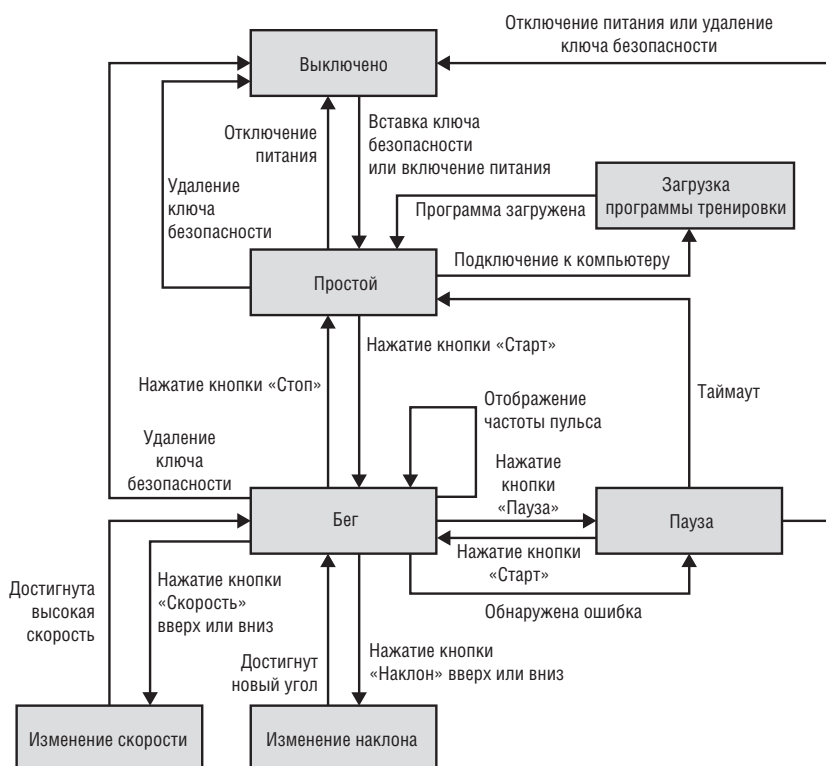 Отключение питания или удаление
ключа безопасности
Выключено
Отключение
питания
Вставка ключа
безопасности
или включение питания
Удаление
ключа
безопасности
Загрузка
программы тренировки
Программа загружена
Подключение к компьютеру
Простой
Нажатие кнопки «Старт»
Нажатие кнопки «Стоп»
Таймаут
Отображение
частоты пульса
Удаление
ключа
безопасности
Нажатие
кнопки
«Пауза»
Бег
Пауза
Нажатие кнопки
«Старт»
Обнаружена ошибка
Достигнута
высокая
скорость
Нажатие кнопки
«Скорость»
вверх или вниз
Достигнут
новый угол
Нажатие кнопки
«Наклон» вверх или вниз
Изменение скорости
Изменение наклона